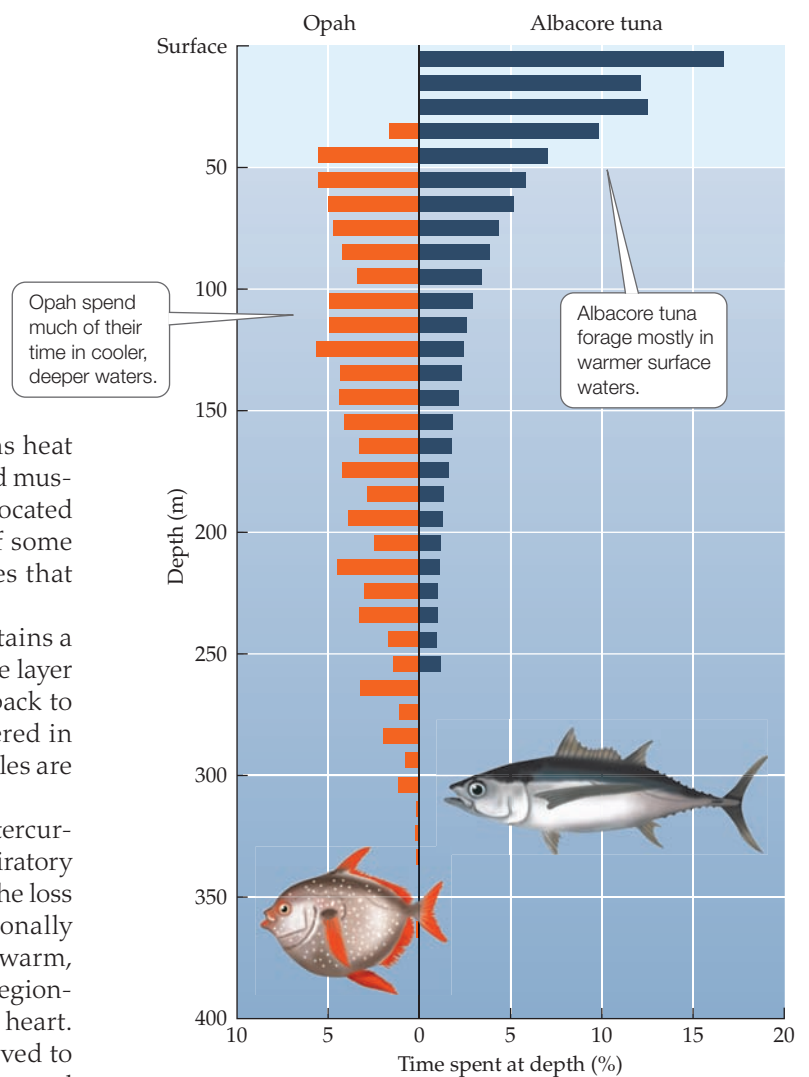 Opah
Albacore tuna
Surface
50
100
150
200
250
300
350
400
Depth (m)
10
5
0
5
10
15
20
Time spent at depth (%)
Opah spend
much of their
time in cooler,
deeper waters.
Albacore tuna
forage mostly in
warmer surface
waters.
s heat
d mus-
ocated
f some
es that
tains a
e layer
back to
ered in
les are
tercur-
iratory
he loss
onally
warm,
egion-
heart.
ved to